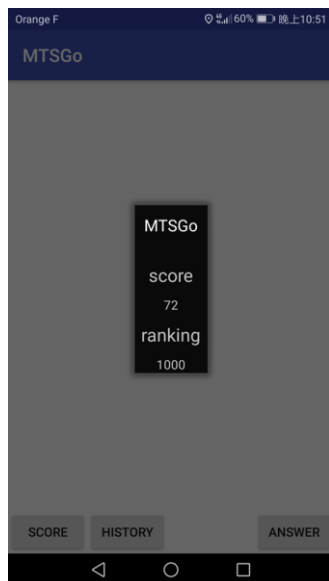 Orange F 60% 晚上10:51
MTSGo
MTSGo
score
72
ranking
1000
SCORE HISTORY ANSWER